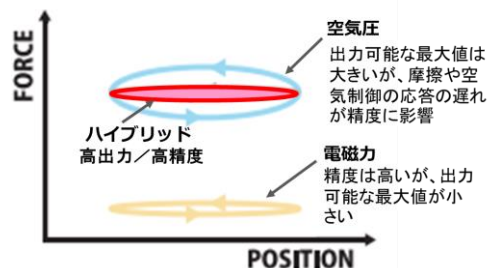 FORCE
空気圧
出力可能な最大値は
大きいが、摩擦や空
気制御の応答の遅れ
が精度に影響
ハイブリッド
高出力／高精度
電磁力
精度は高いが、出力
可能な最大値が小
さい
POSITION